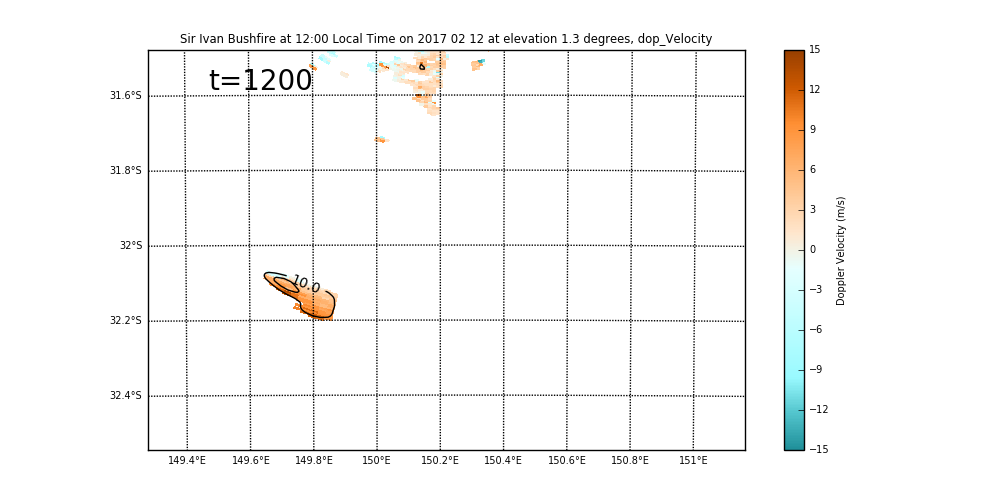 Sir Ivan Bushfire at 12:00 Local Time on 2017 02 12 at elevation 1.3 degrees, dop_Velocity
t=1200
31.6°S
31.8°S
32°S
32.2°S
32.4°S
10.0
149.4°E 149.6°E 149.8°E 150°E 150.2°E 150.4°E 150.6°E 150.8°E 151°E
15
12
9
6
3
0
−3
−6
−9
−12
−15
Doppler Velocity (m/s)